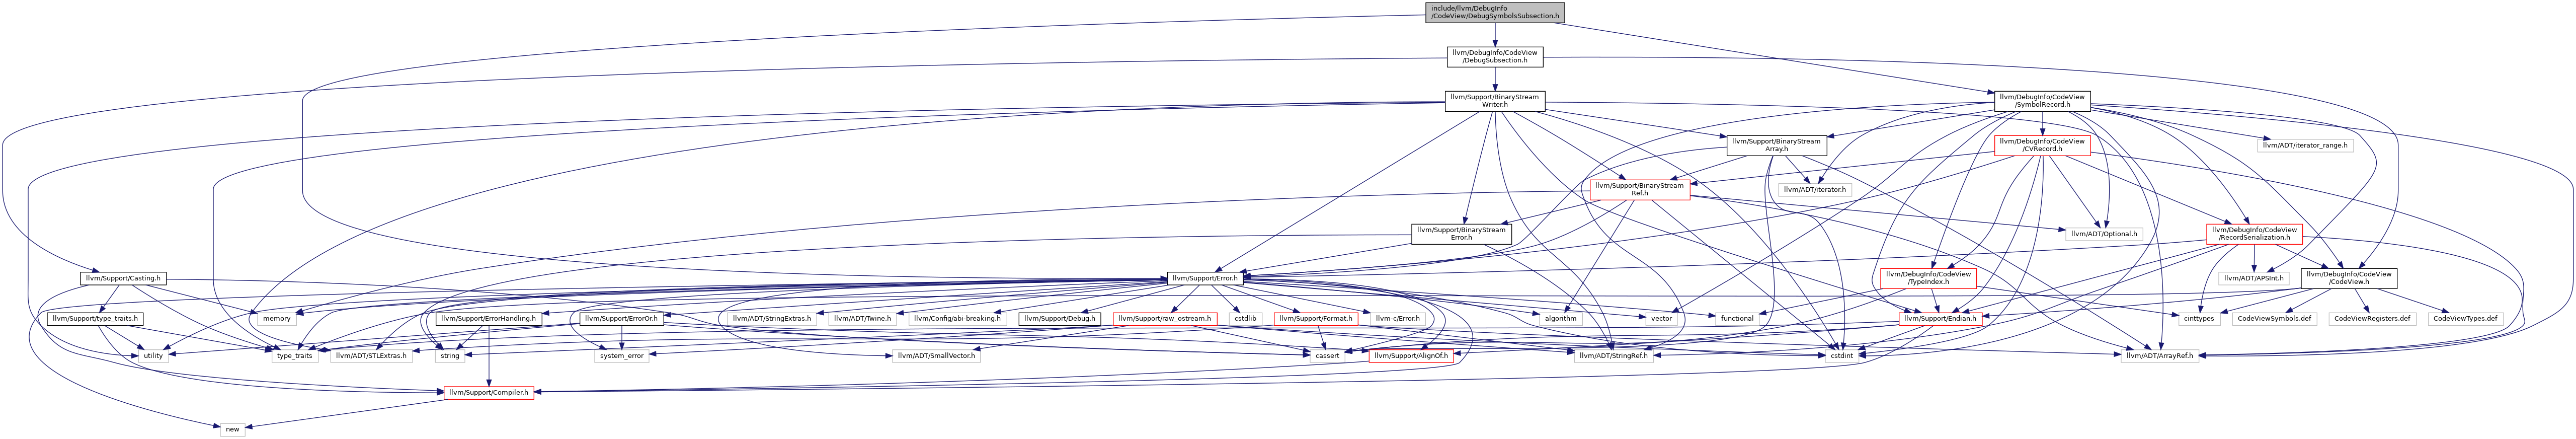 include/llvm/DebugInfo
/CodeView/DebugSymbolsSubsection.h
llvm/DebugInfo/CodeView
/DebugSubsection.h
llvm/Support/BinaryStream
Writer.h
llvm/DebugInfo/CodeView
/SymbolRecord.h
llvm/Support/BinaryStream
Array.h
llvm/DebugInfo/CodeView
/CVRecord.h
llvm/ADT/iterator_range.h
llvm/Support/BinaryStream
Ref.h
llvm/ADT/iterator.h
llvm/Support/BinaryStream
Error.h
llvm/ADT/Optional.h
llvm/DebugInfo/CodeView
/RecordSerialization.h
llvm/Support/Casting.h
llvm/Support/Error.h
llvm/DebugInfo/CodeView
/TypeIndex.h
llvm/ADT/APSInt.h
llvm/DebugInfo/CodeView
/CodeView.h
llvm/Support/type_traits.h
memory
llvm/Support/ErrorHandling.h
llvm/Support/ErrorOr.h
llvm/ADT/StringExtras.h
llvm/ADT/Twine.h
llvm/Config/abi-breaking.h
llvm/Support/Debug.h
llvm/Support/raw_ostream.h
cstdlib
llvm/Support/Format.h
llvm-c/Error.h
algorithm
vector
functional
llvm/Support/Endian.h
cinttypes
CodeViewSymbols.def
CodeViewRegisters.def
CodeViewTypes.def
utility
type_traits
llvm/ADT/STLExtras.h
string
system_error
llvm/ADT/SmallVector.h
cassert
llvm/Support/AlignOf.h
llvm/ADT/StringRef.h
cstdint
llvm/ADT/ArrayRef.h
llvm/Support/Compiler.h
new